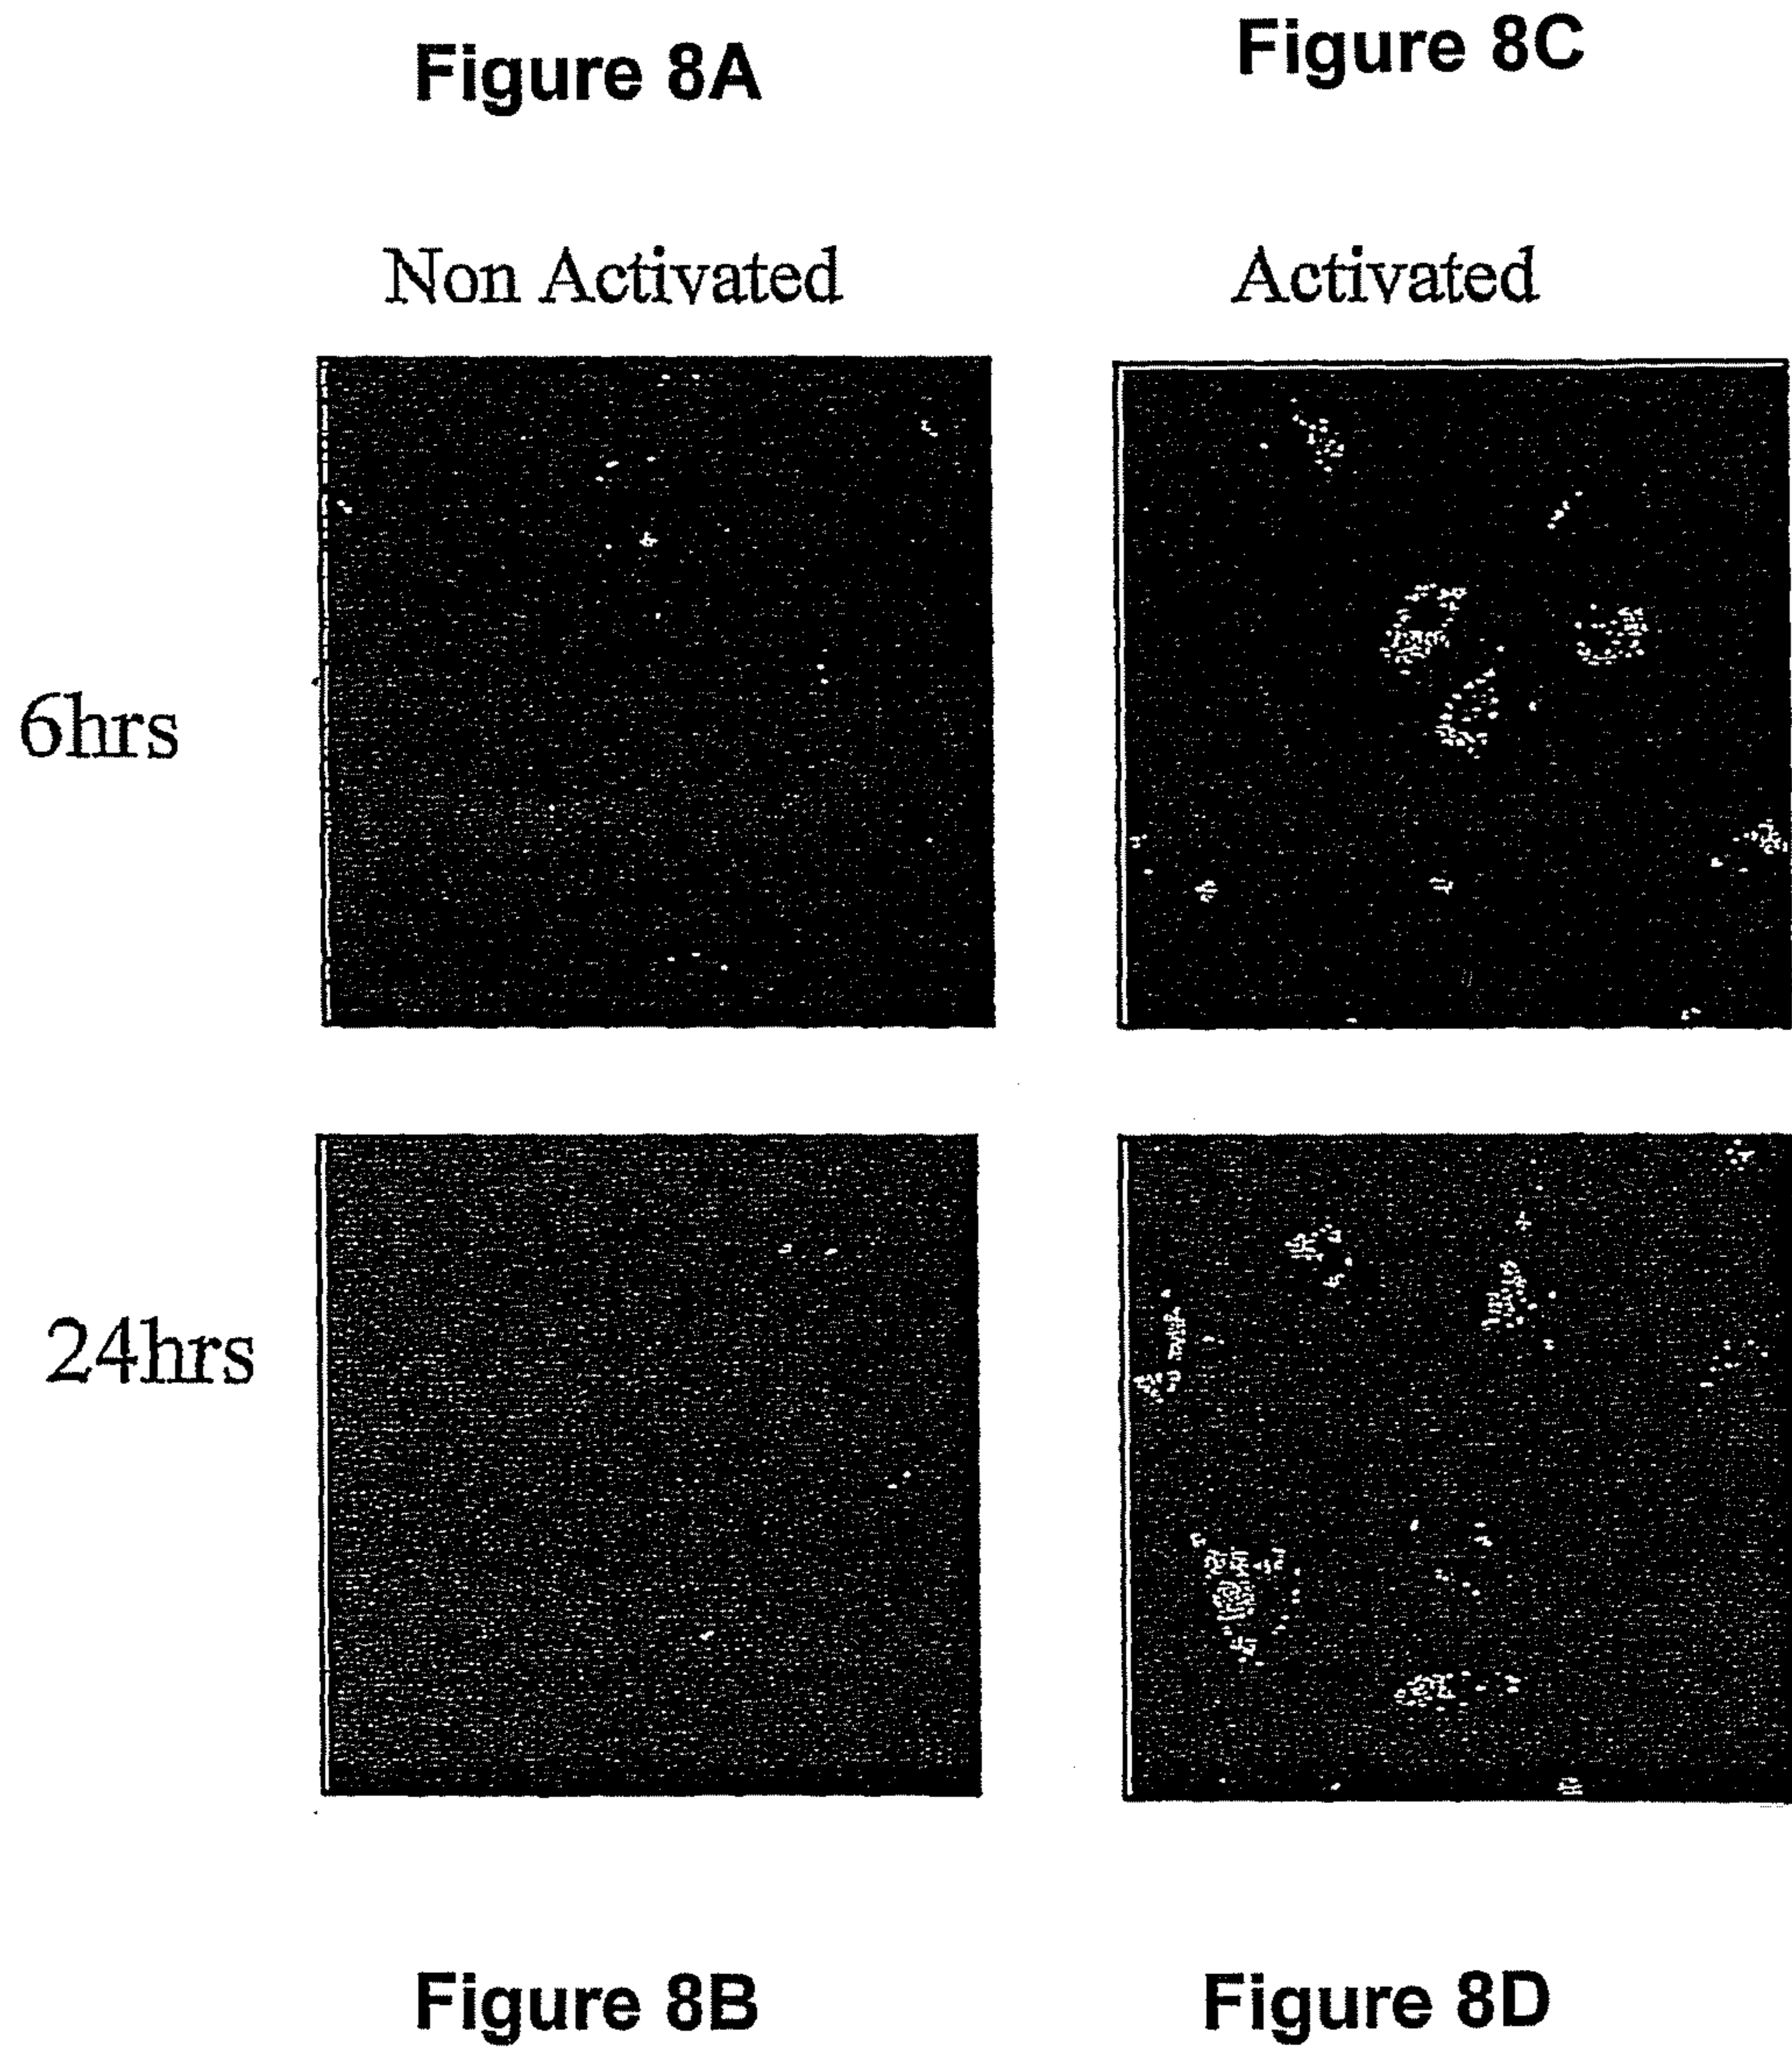 Figure 8A
Figure 8C
Non Activated
Activated
6hrs
24hrs
Figure 8B
Figure 8D